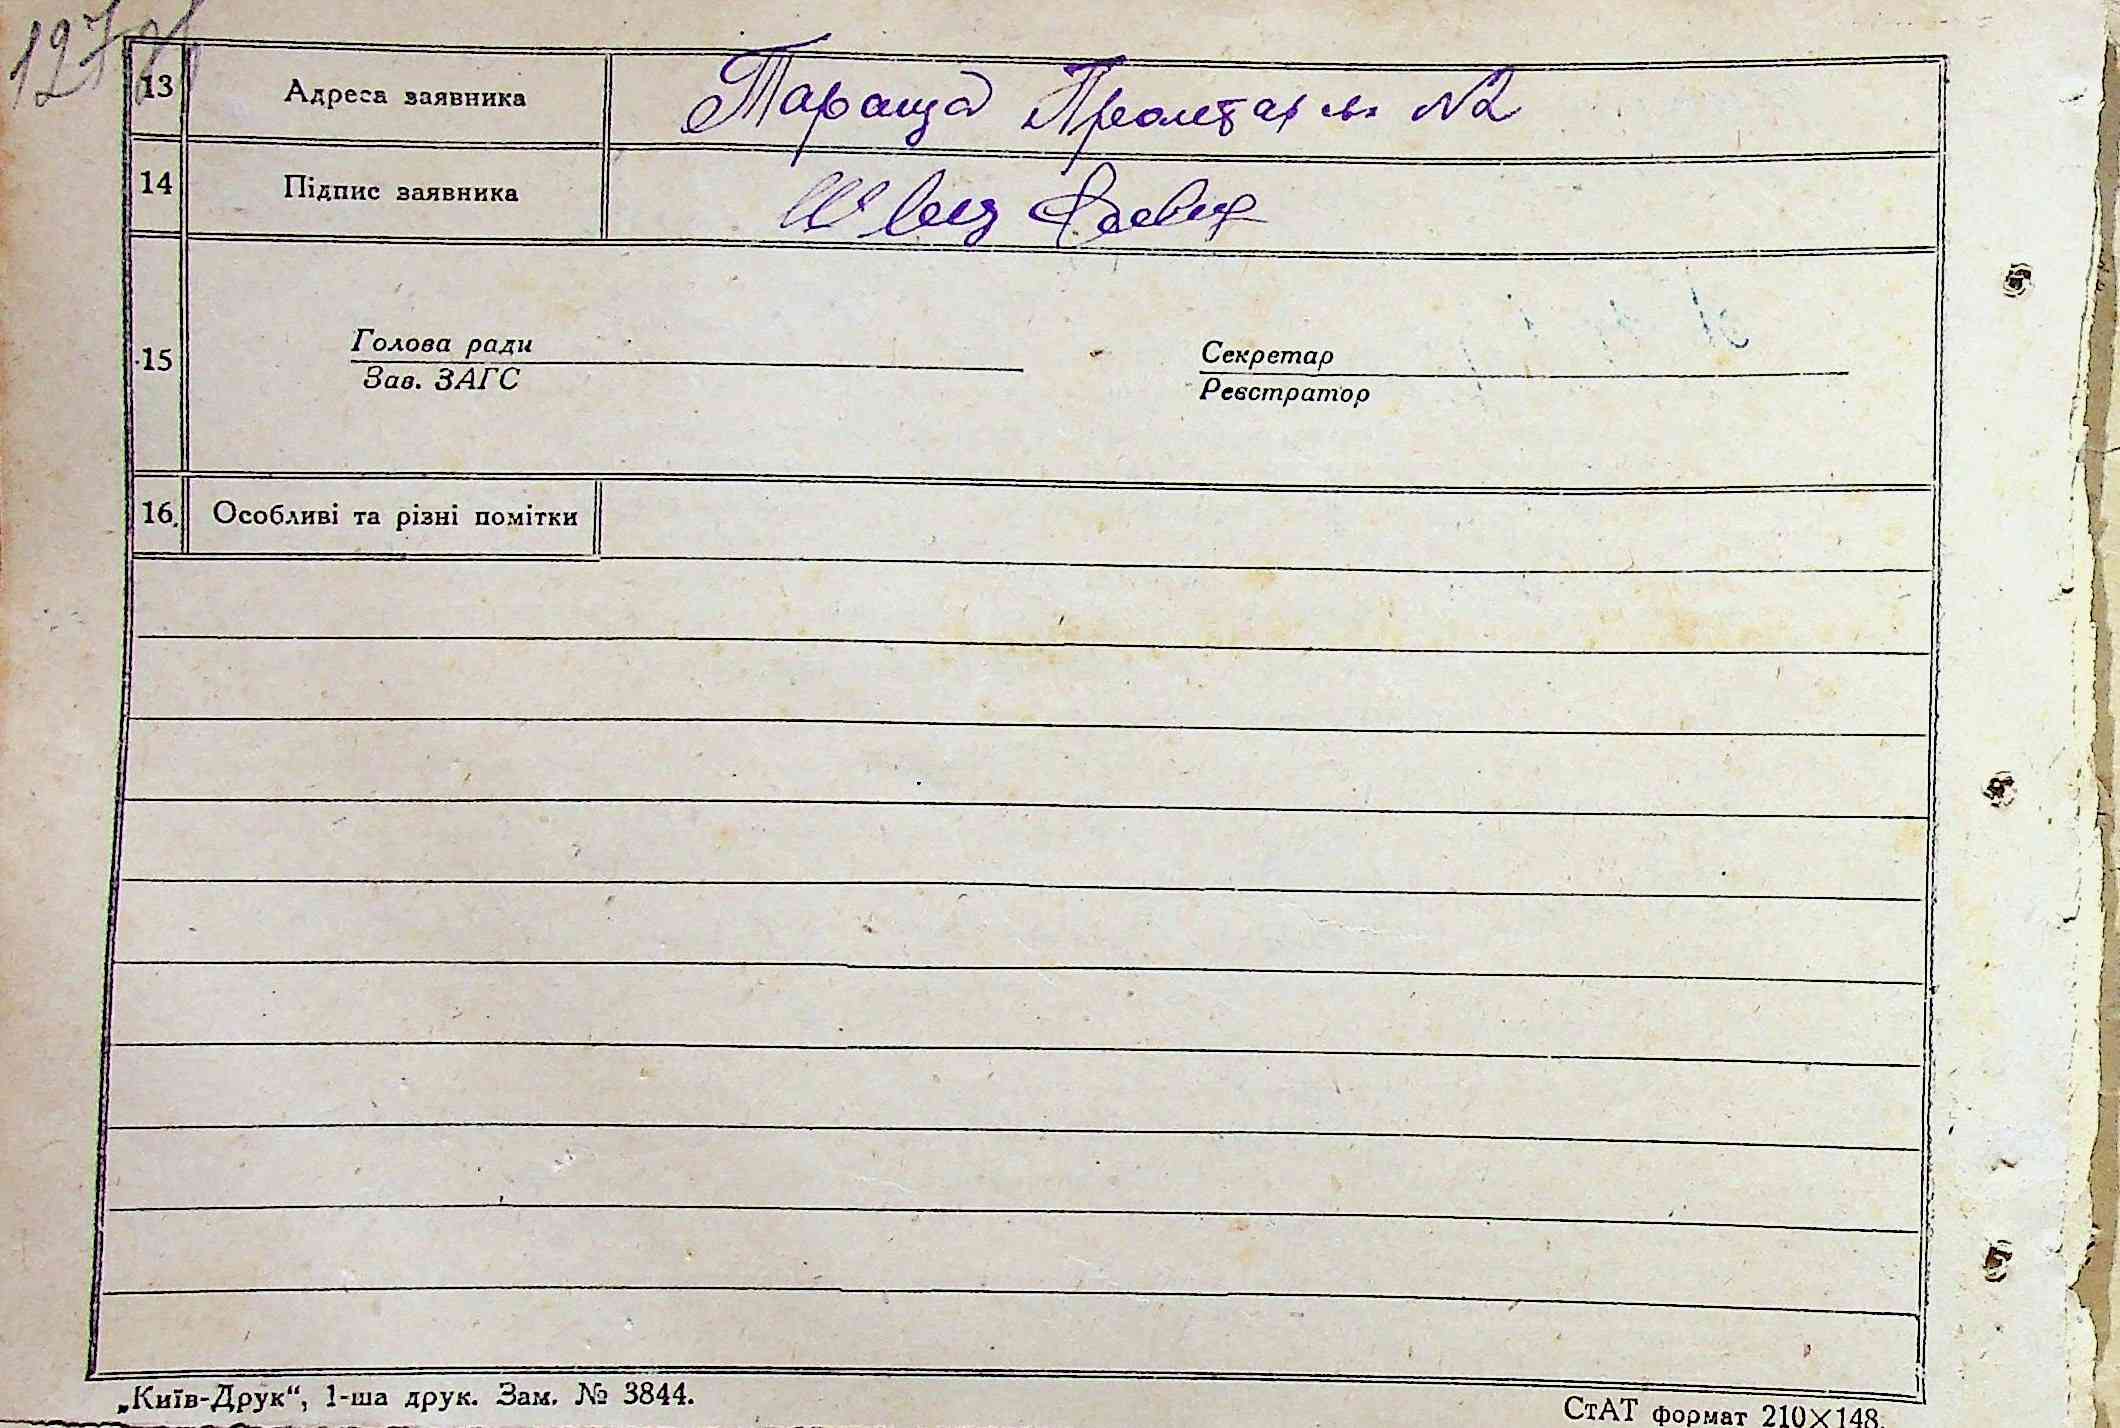 13 Адреса заявника Тараща Пролетар №2
14 Підпис заявника Швец
15
Голова ради
Зав. ЗАГС
Секретар
Реєстратор
16. Особливі та різні помітки
„Київ-Друк“, 1-ша друк. Зам. № 3844.
СтАТ формат 210×148.